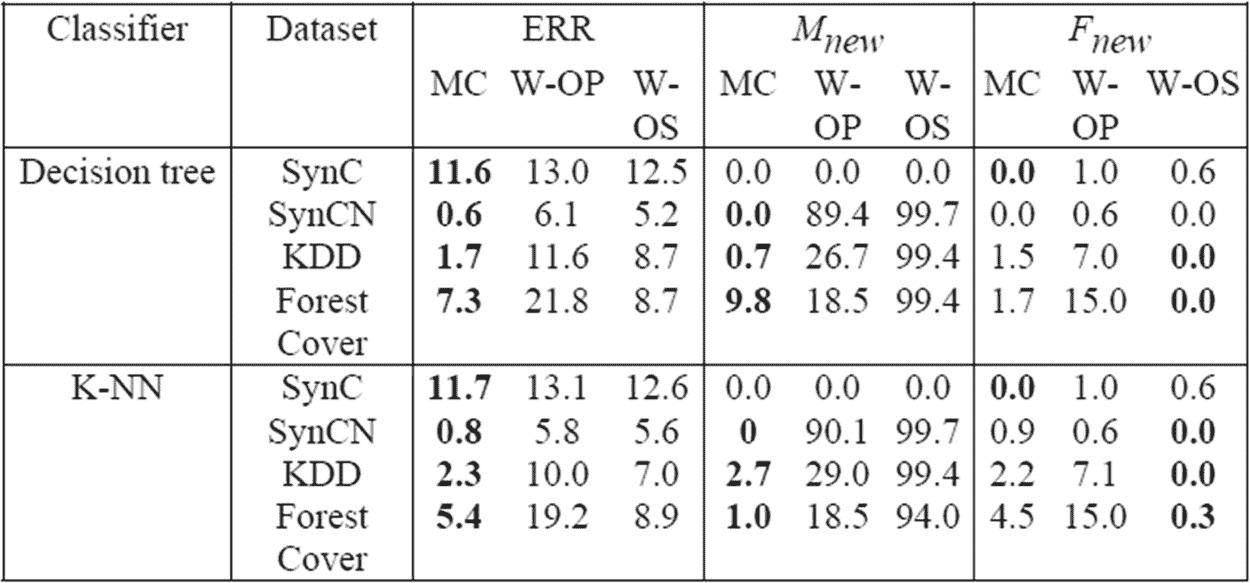 Classifier Dataset ERR Mnew Fnew
MC W-OP W- MC W- W- MC W- W-OS
OS OP OS OP
Decision tree SynC 11.6 13.0 12.5 0.0 0.0 0.0 0.0 1.0 0.6
SynCN 0.6 6.1 5.2 0.0 89.4 99.7 0.0 0.6 0.0
KDD 1.7 11.6 8.7 0.7 26.7 99.4 1.5 7.0 0.0
Forest 7.3 21.8 8.7 9.8 18.5 99.4 1.7 15.0 0.0
Cover
K-NN SynC 11.7 13.1 12.6 0.0 0.0 0.0 0.0 1.0 0.6
SynCN 0.8 5.8 5.6 0 90.1 99.7 0.9 0.6 0.0
KDD 2.3 10.0 7.0 2.7 29.0 99.4 2.2 7.1 0.0
Forest 5.4 19.2 8.9 1.0 18.5 94.0 4.5 15.0 0.3
Cover